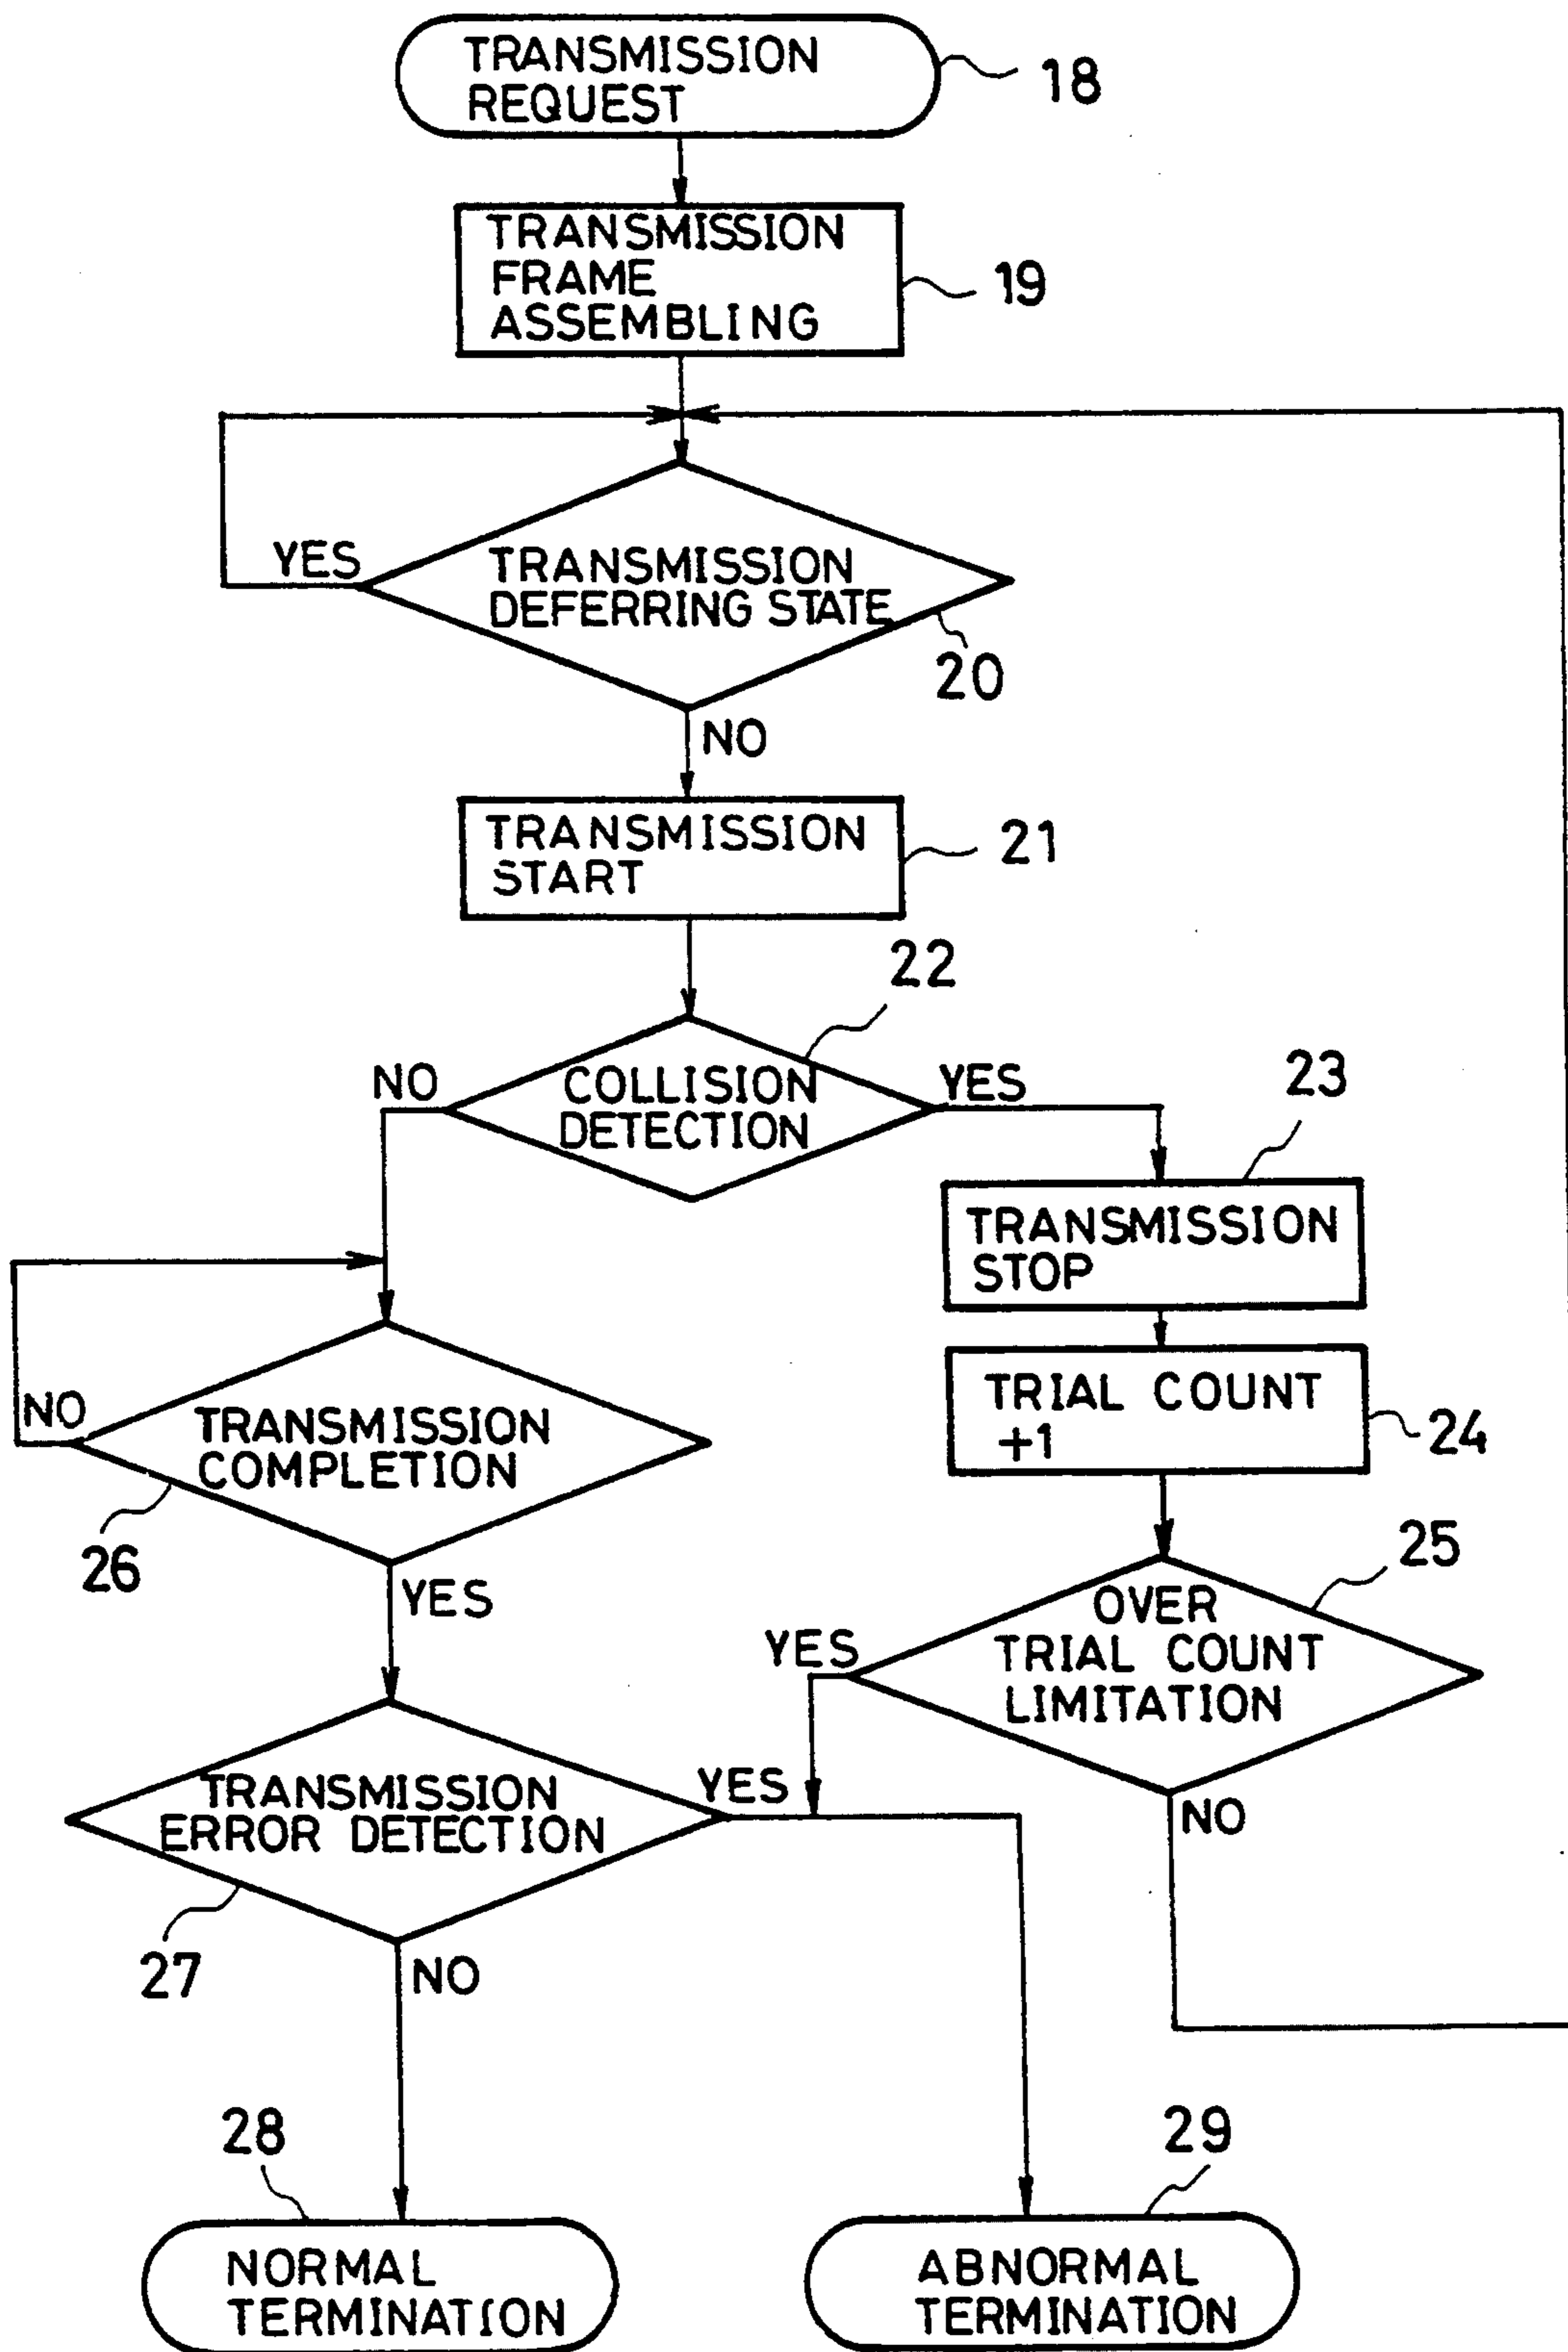 TRANSMISSION
REQUEST
18
TRANSMISSION
FRAME
ASSEMBLING
19
YES
TRANSMISSION
DEFERRING STATE
20
NO
TRANSMISSION
START
21
22
NO
COLLISION
DETECTION
YES
23
TRANSMISSION
STOP
TRIAL COUNT
+1
24
NO
TRANSMISSION
COMPLETION
26
YES
25
OVER
TRIAL COUNT
LIMITATION
YES
NO
TRANSMISSION
ERROR DETECTION
YES
27
NO
28
NORMAL
TERMINATION
29
ABNORMAL
TERMINATION